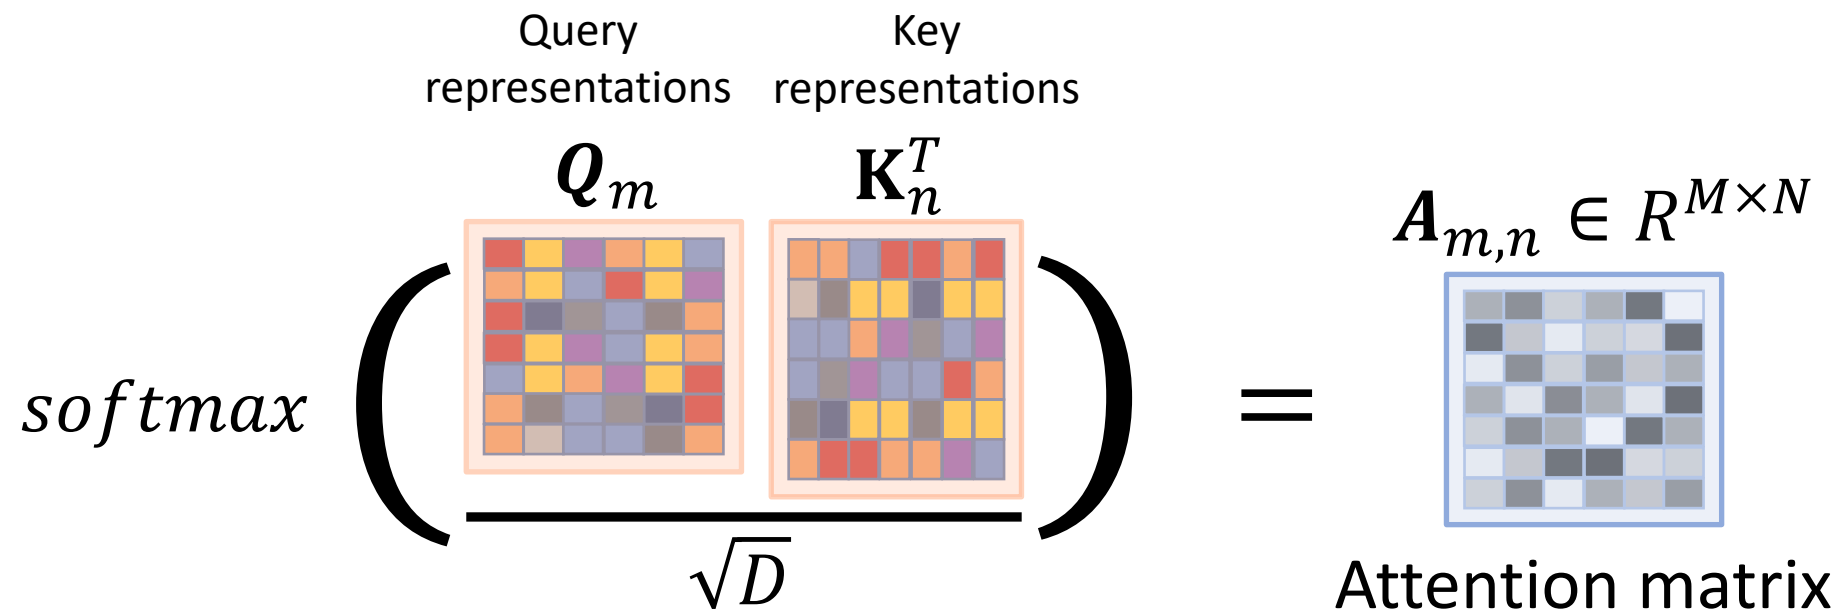 Query
representations
Key
representations
Q_m
K_n^T
softmax
√D
=
A_{m,n} ∈ R^{M×N}
Attention matrix